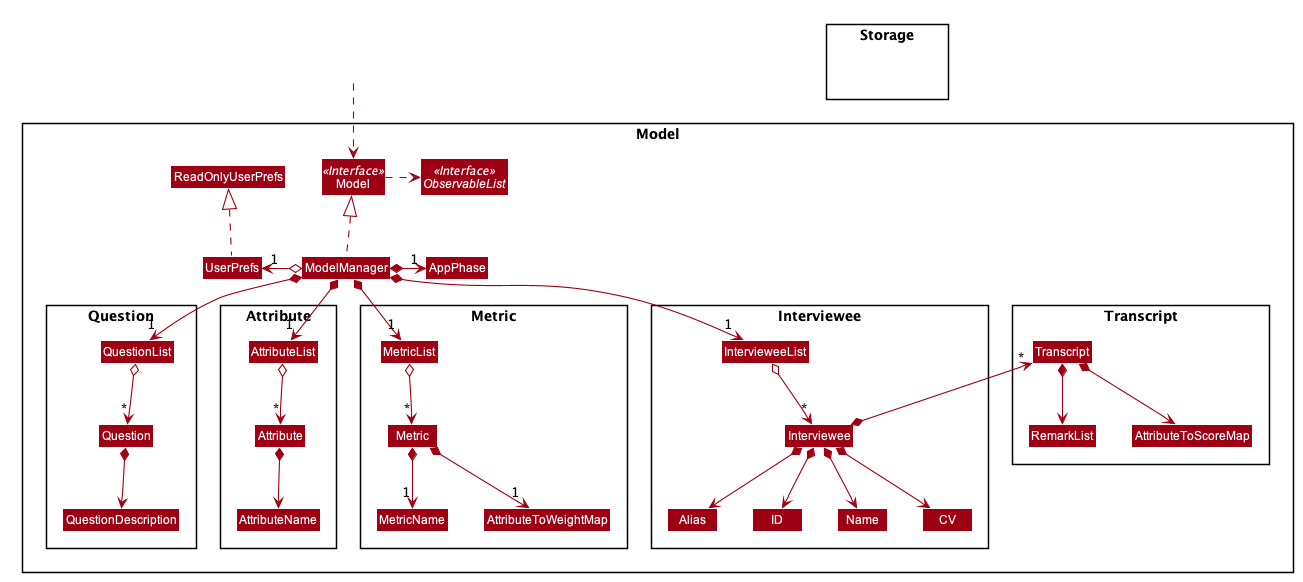 Storage
Model
ReadOnlyUserPrefs
«Interface»
Model
«Interface»
ObservableList
UserPrefs
1
ModelManager
1
AppPhase
Question
Attribute
Metric
Interviewee
Transcript
1
1
1
1
QuestionList
AttributeList
MetricList
IntervieweeList
*
Transcript
*
*
*
*
Question
Attribute
Metric
Interviewee
RemarkList
AttributeToScoreMap
1
1
QuestionDescription
AttributeName
MetricName
AttributeToWeightMap
Alias
ID
Name
CV